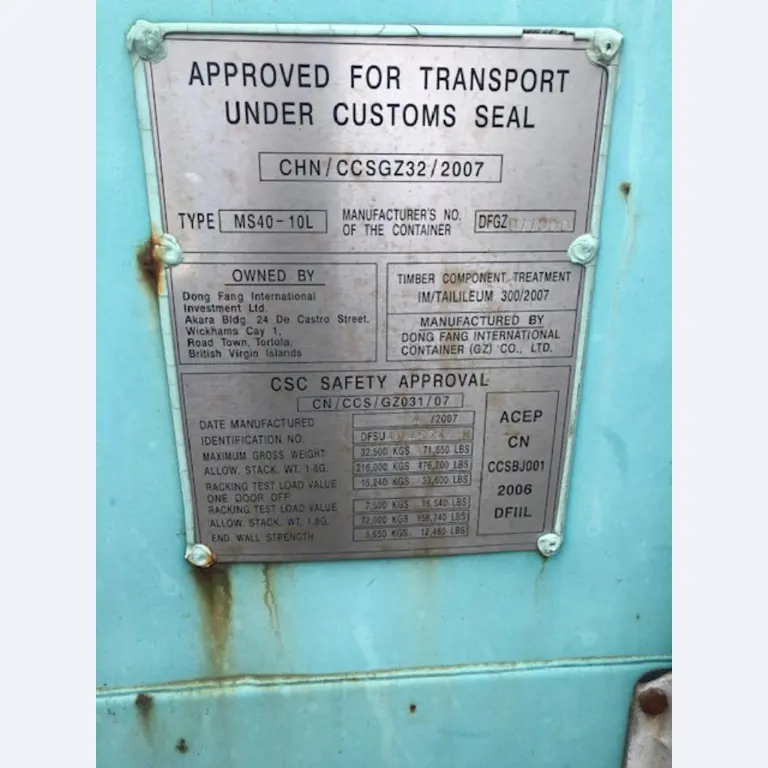 APPROVED FOR TRANSPORT
UNDER CUSTOMS SEAL
CHN/CCSGZ32/2007
TYPE MS40-10L
MANUFACTURER'S NO.
OF THE CONTAINER
DFGZ
OWNED BY
Dong Fang International
Investment Ltd.
Akara Bldg. 24 De Castro Street,
Wickhams Cay 1,
Road Town, Tortola,
British Virgin Islands
TIMBER COMPONENT TREATMENT
IM/TAILILEUM 300/2007
MANUFACTURED BY
DONG FANG INTERNATIONAL
CONTAINER (GZ) CO., LTD.
CSC SAFETY APPROVAL
CN/CCS/GZ031/07
DATE MANUFACTURED /2007
IDENTIFICATION NO. DFSU
MAXIMUM GROSS WEIGHT 32,500 KGS 71,650 LBS
ALLOW. STACK. WT. 1.8G. 216,000 KGS 476,200 LBS
RACKING TEST LOAD VALUE 15,240 KGS 33,600 LBS
ONE DOOR OFF
RACKING TEST LOAD VALUE 7,500 KGS 16,540 LBS
ALLOW. STACK. WT. 1.8G. 72,000 KGS 158,740 LBS
END WALL STRENGTH 5,650 KGS 12,460 LBS
ACEP
CN
CCSBJ001
2006
DFIIL